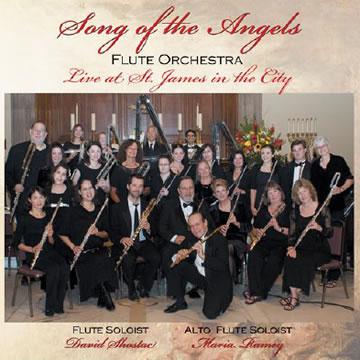 Song of the Angels
FLUTE ORCHESTRA
Live at St. James in the City
FLUTE SOLOIST
David Shostac
ALTO FLUTE SOLOIST
Maria Ramey